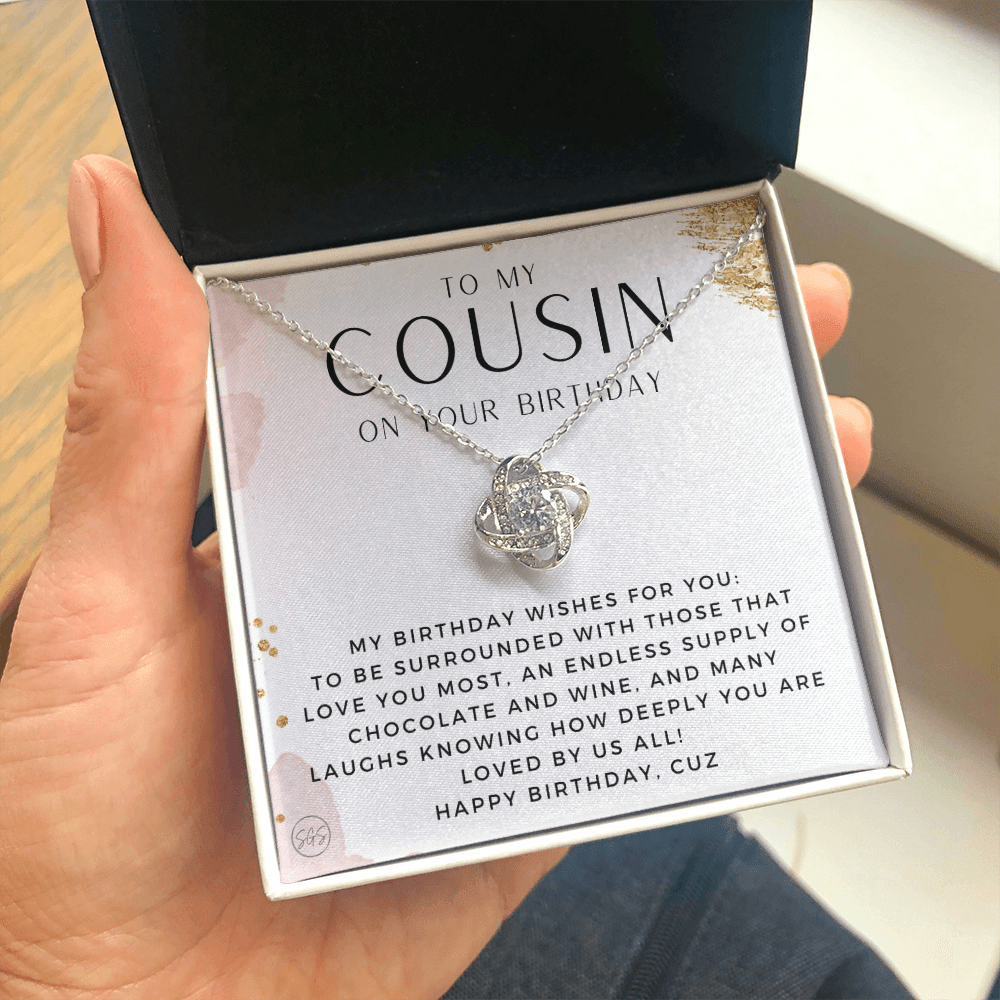 TO MY
COUSIN
ON YOUR BIRTHDAY
MY BIRTHDAY WISHES FOR YOU:
TO BE SURROUNDED WITH THOSE THAT
LOVE YOU MOST, AN ENDLESS SUPPLY OF
CHOCOLATE AND WINE, AND MANY
LAUGHS KNOWING HOW DEEPLY YOU ARE
LOVED BY US ALL!
HAPPY BIRTHDAY, CUZ
SGS